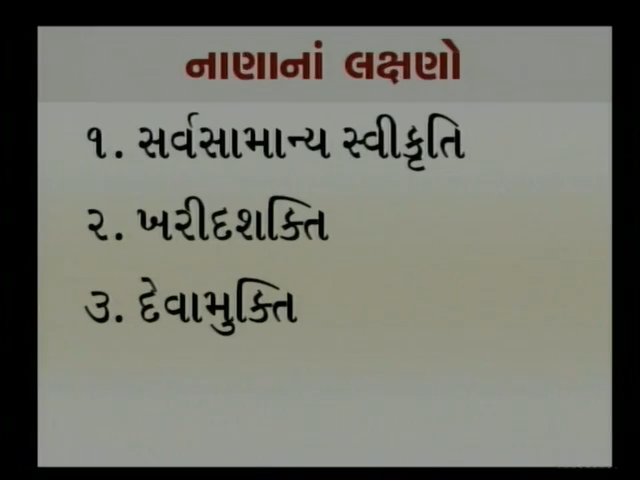 નાણાનાં લક્ષણો
૧. સર્વસામાન્ય સ્વીકૃતિ
૨. ખરીદશક્તિ
૩. દેવામુક્તિ